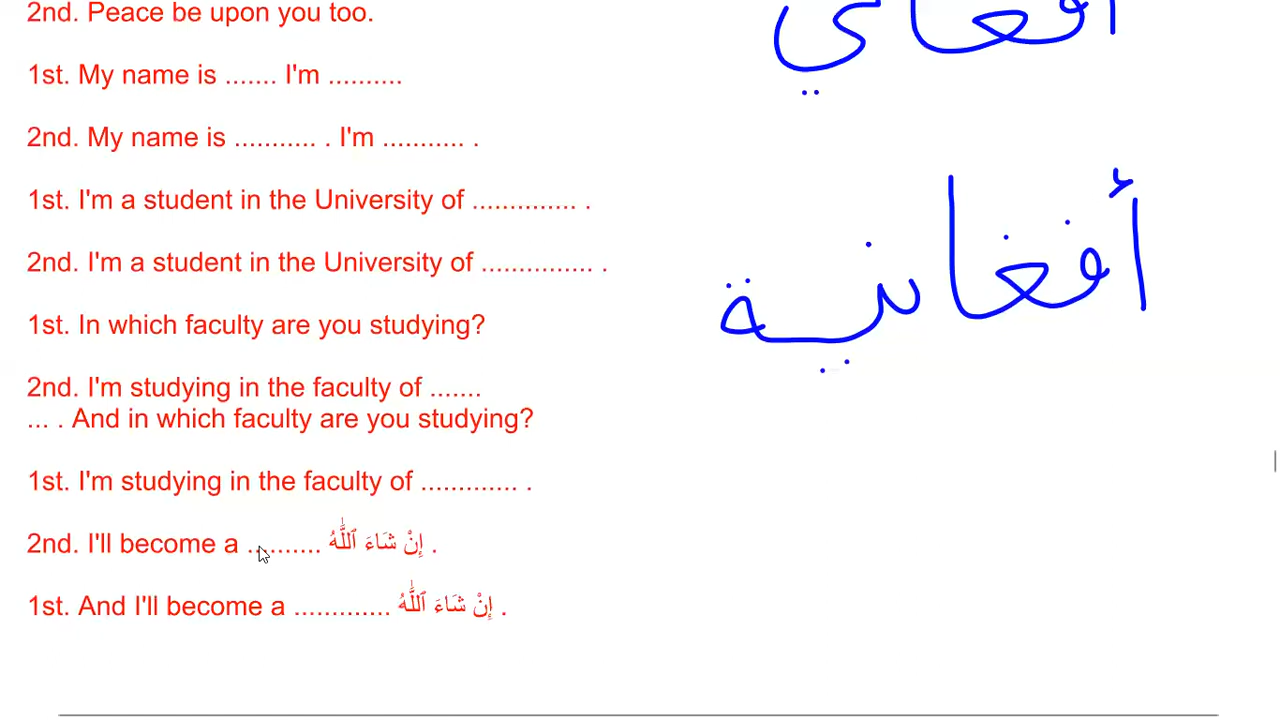 2nd. Peace be upon you too.
أفغاني
1st. My name is ....... I'm ..........
2nd. My name is ........... . I'm ........... .
1st. I'm a student in the University of .............. .
2nd. I'm a student in the University of ............... .
أفغانية
1st. In which faculty are you studying?
2nd. I'm studying in the faculty of .......
... . And in which faculty are you studying?
1st. I'm studying in the faculty of ............. .
2nd. I'll become a .......... إِنْ شَاءَ ٱللَّٰهُ .
1st. And I'll become a ............. إِنْ شَاءَ ٱللَّٰهُ .